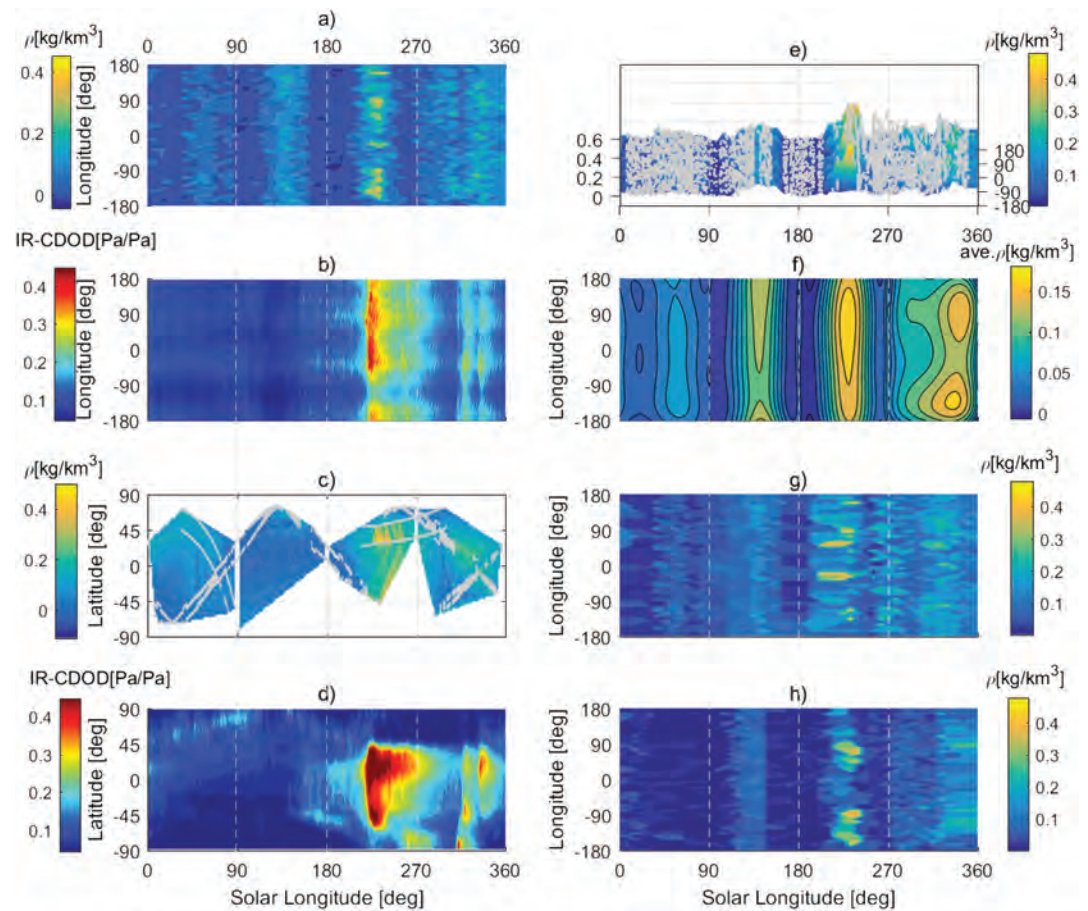 a)
ρ[kg/km³]
0 90 180 270 360
0.4
0.2
0
Longitude [deg]
180
90
0
-90
-180
IR-CDOD[Pa/Pa]
b)
0.4
0.3
0.2
0.1
Longitude [deg]
180
90
0
-90
-180
ρ[kg/km³]
c)
0.4
0.2
0
Latitude [deg]
90
45
0
-45
-90
IR-CDOD[Pa/Pa]
d)
0.4
0.3
0.2
0.1
Latitude [deg]
90
45
0
-45
-90
0 90 180 270 360
Solar Longitude [deg]
e)
ρ[kg/km³]
0.6
0.4
0.2
0
180
90
0
-90
-180
0.4
0.3
0.2
0.1
0 90 180 270 360
f)
ave.ρ[kg/km³]
Longitude [deg]
180
90
0
-90
-180
0.15
0.1
0.05
0
g)
ρ[kg/km³]
Longitude [deg]
180
90
0
-90
-180
0.4
0.3
0.2
0.1
h)
ρ[kg/km³]
Longitude [deg]
180
90
0
-90
-180
0.4
0.3
0.2
0.1
0 90 180 270 360
Solar Longitude [deg]